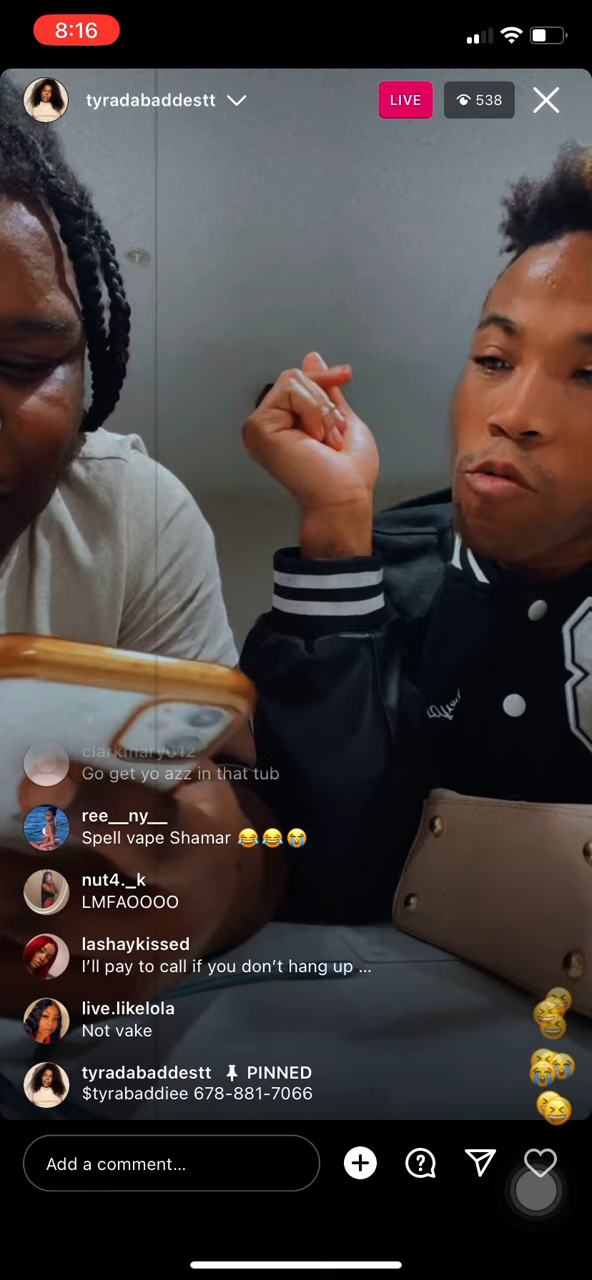 8:16
tyradabaddestt
LIVE
538
clarkmary612
Go get yo azz in that tub
ree__ny__
Spell vape Shamar 😂😂😭
nut4._k
LMFAOOOO
lashaykissed
I'll pay to call if you don't hang up ...
live.likelola
Not vake
tyradabaddestt PINNED
$tyrabaddiee 678-881-7066
Add a comment...